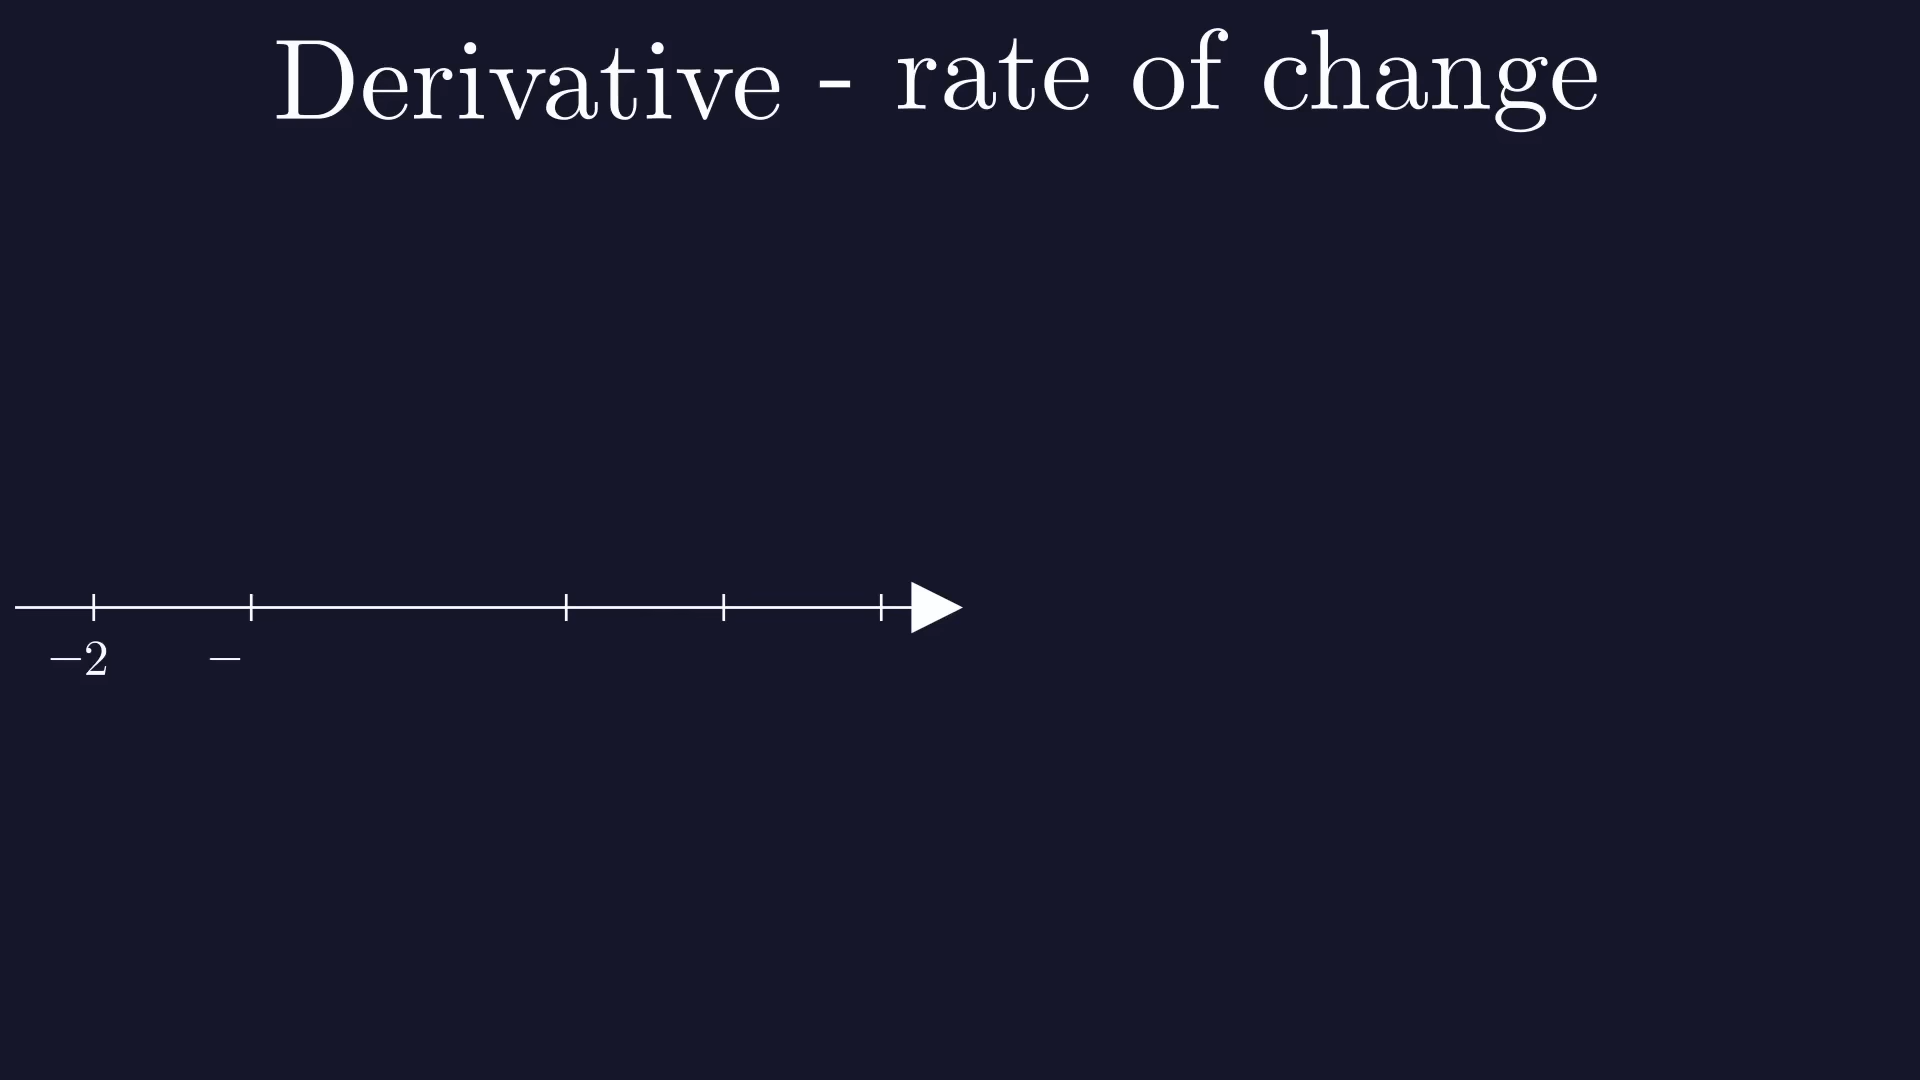 Derivative - rate of change
−2 −